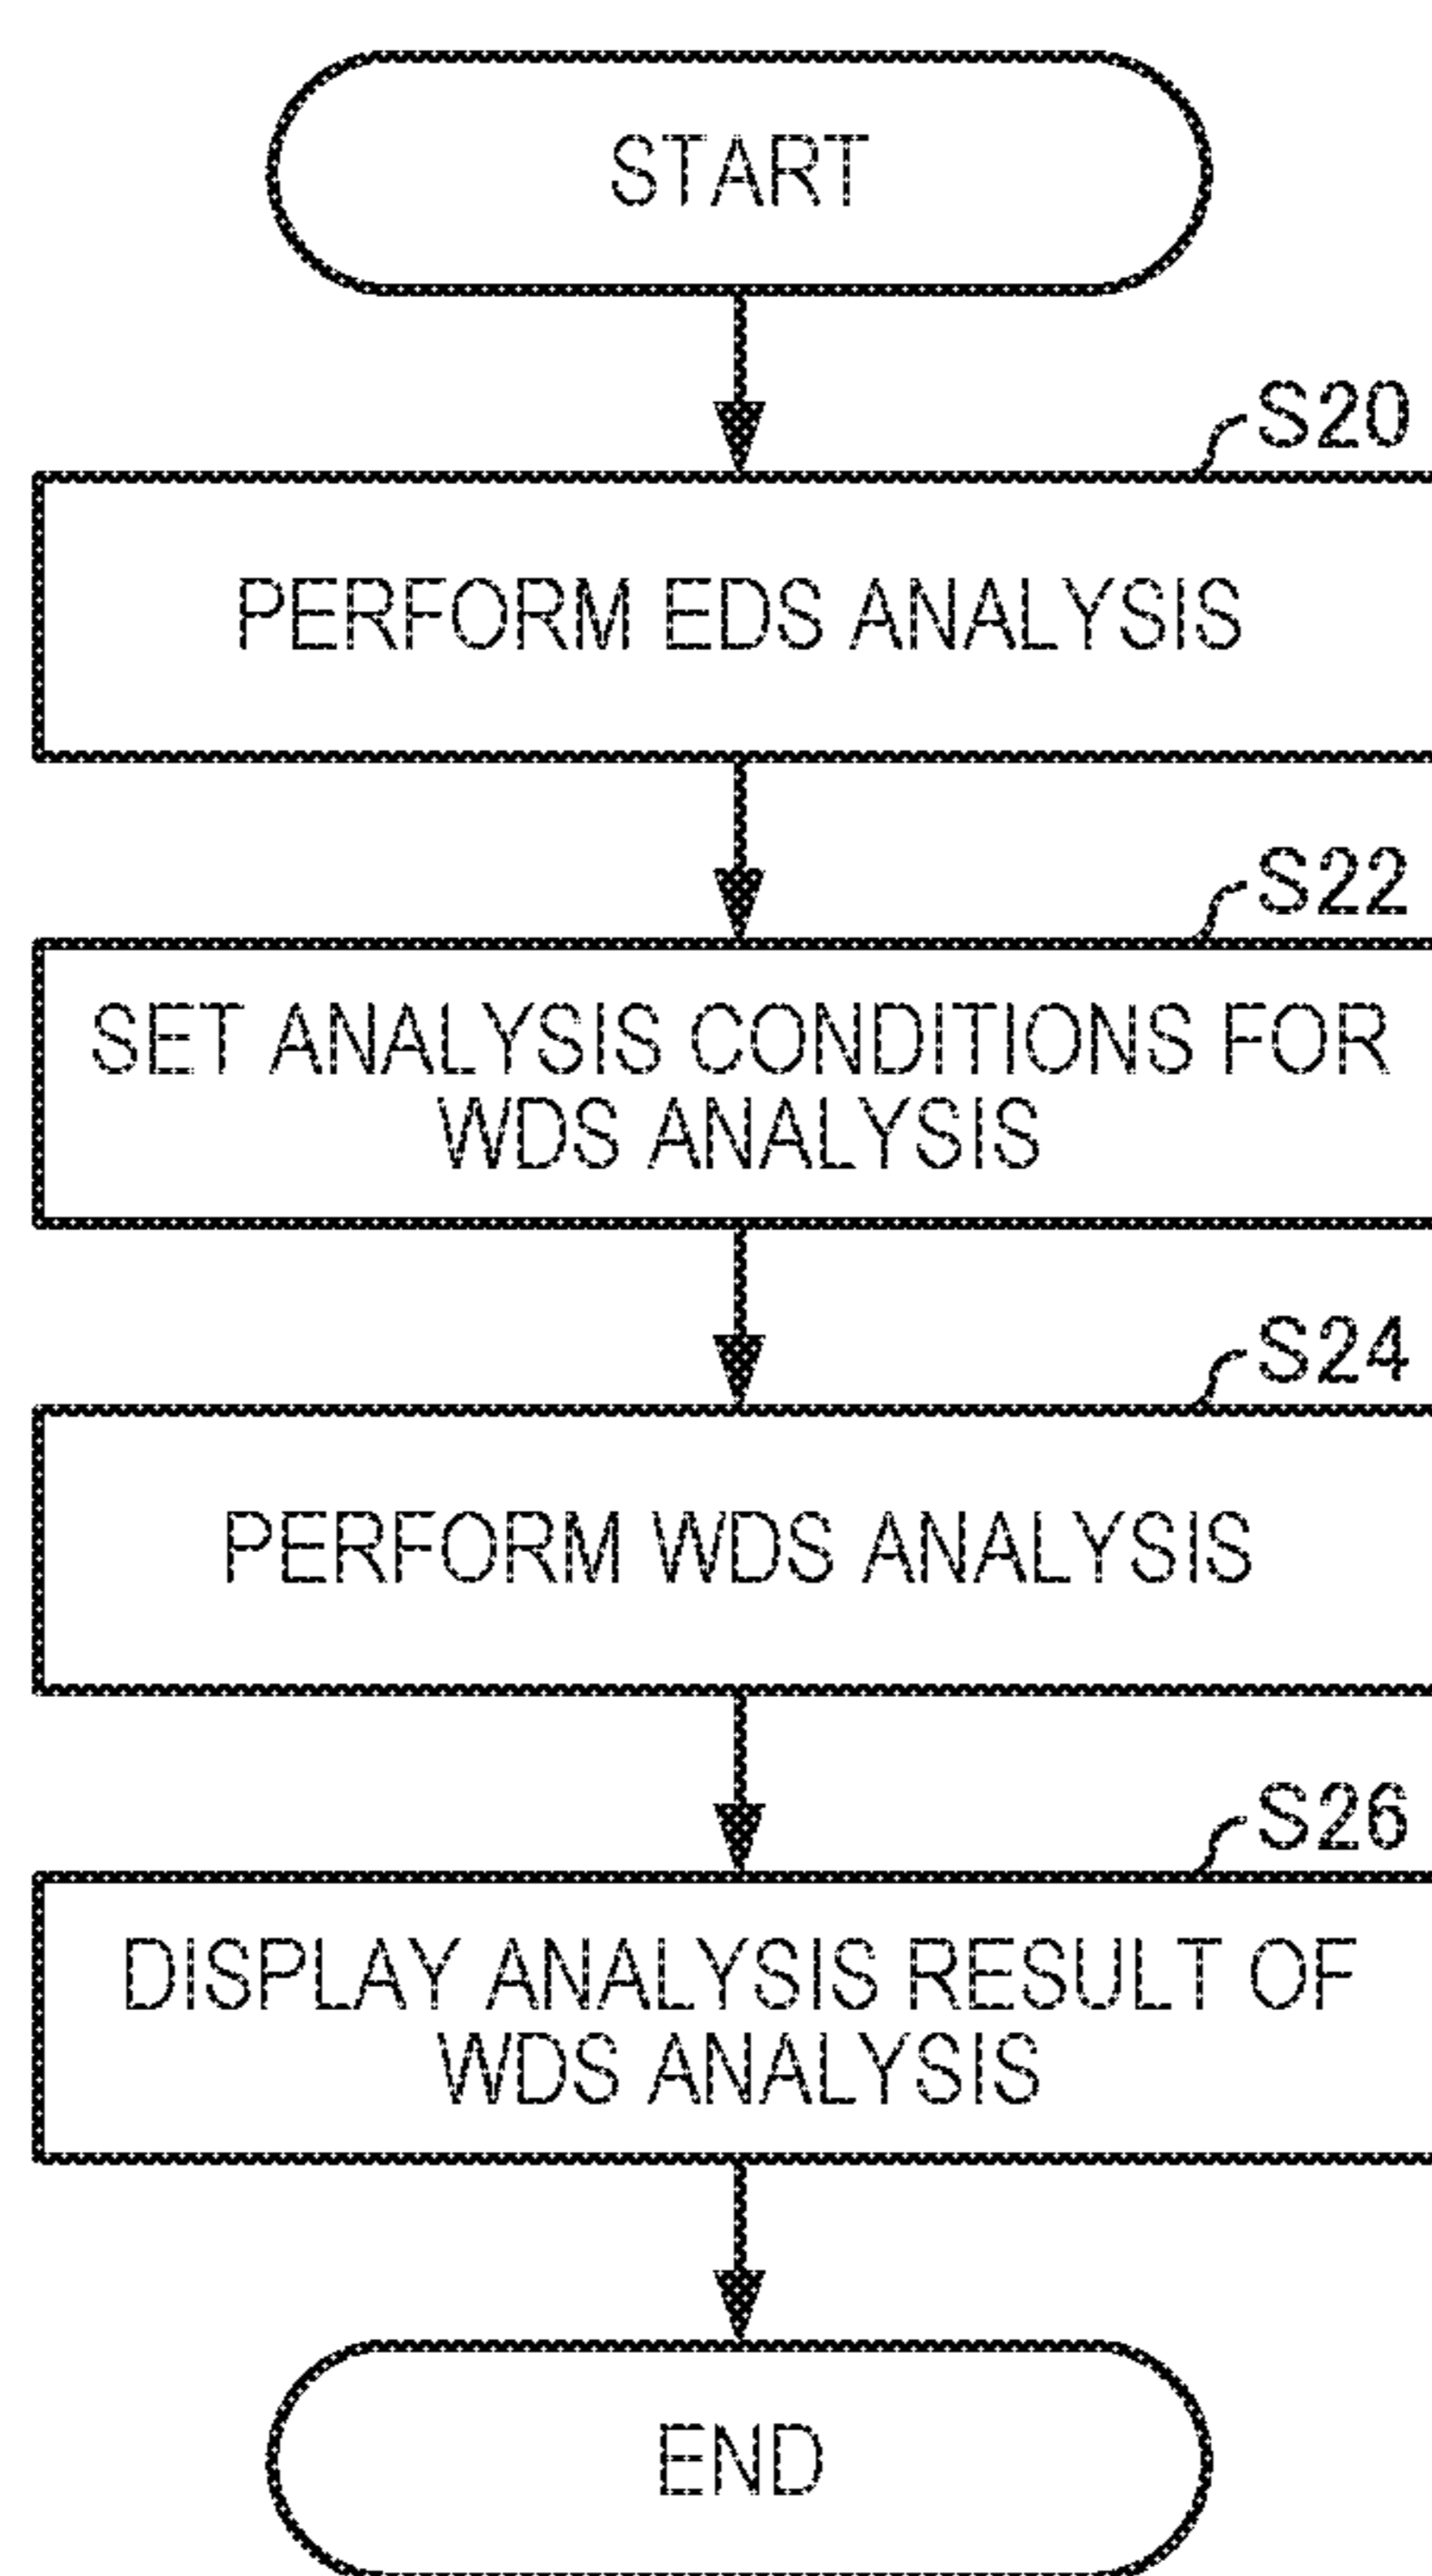 START
S20
PERFORM EDS ANALYSIS
S22
SET ANALYSIS CONDITIONS FOR
WDS ANALYSIS
S24
PERFORM WDS ANALYSIS
S26
DISPLAY ANALYSIS RESULT OF
WDS ANALYSIS
END